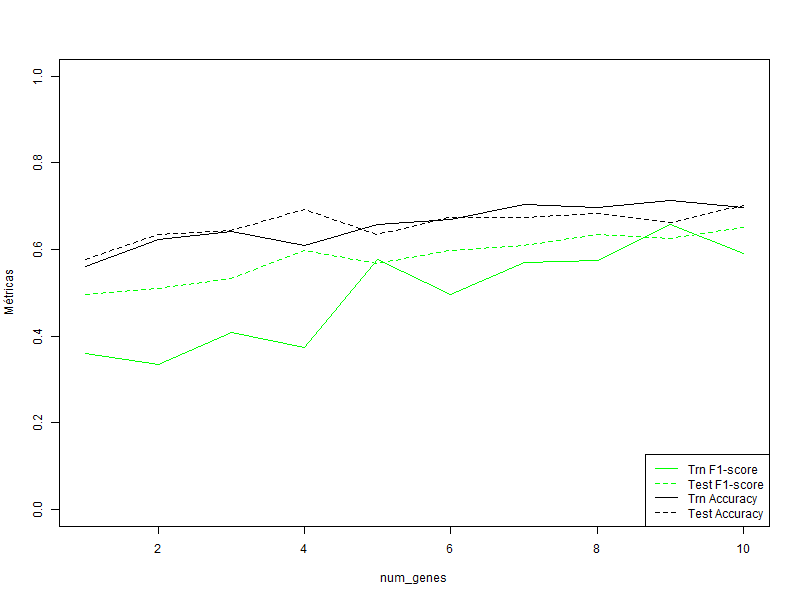 1.0
0.8
0.6
0.4
0.2
0.0
Métricas
2 4 6 8 10
num_genes
Trn F1-score
Test F1-score
Trn Accuracy
Test Accuracy